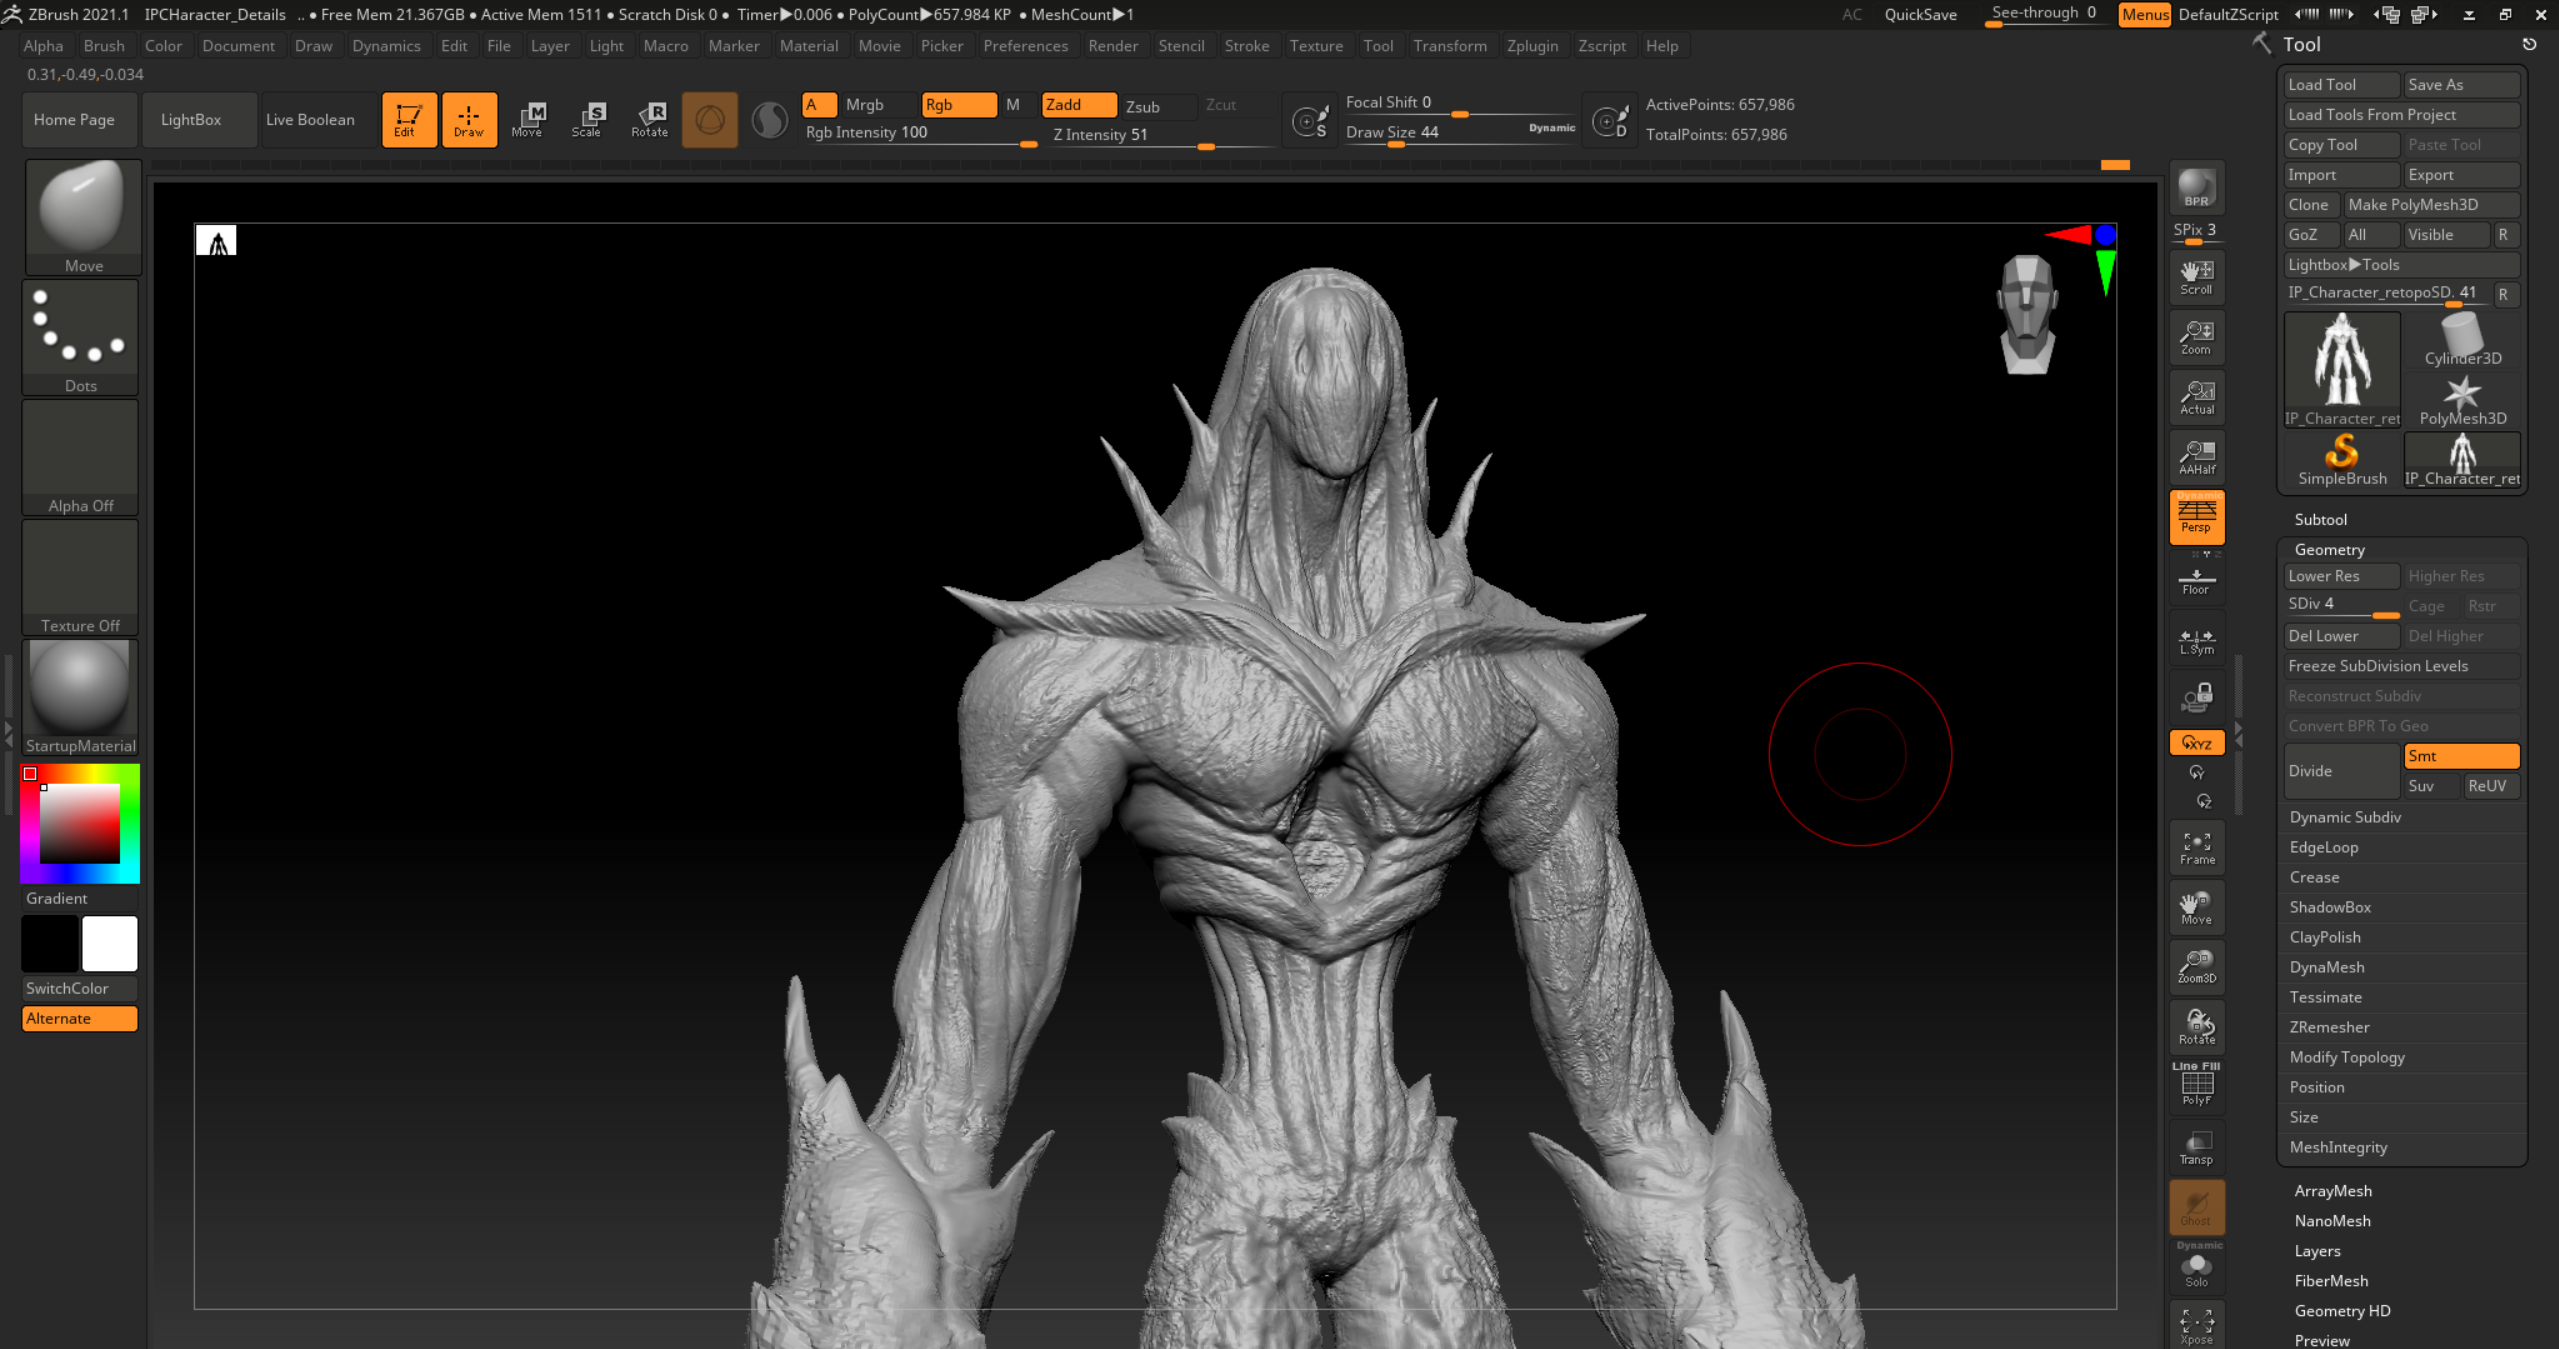 ZBrush 2021.1 IPCharacter_Details .. • Free Mem 21.367GB • Active Mem 1511 • Scratch Disk 0 • Timer▶0.006 • PolyCount▶657.984 KP • MeshCount▶1 AC QuickSave See-through 0 Menus DefaultZScript
Alpha Brush Color Document Draw Dynamics Edit File Layer Light Macro Marker Material Movie Picker Preferences Render Stencil Stroke Texture Tool Transform Zplugin Zscript Help
0.31,-0.49,-0.034
Home Page LightBox Live Boolean Edit Draw Move Scale Rotate
A Mrgb Rgb M Zadd Zsub Zcut
Rgb Intensity 100 Z Intensity 51
S Focal Shift 0
Draw Size 44 Dynamic D
ActivePoints: 657,986
TotalPoints: 657,986
Move
Dots
Alpha Off
Texture Off
StartupMaterial
Gradient
SwitchColor
Alternate
BPR
SPix 3
Scroll
Zoom
Actual
AAHalf
Dynamic
Persp
Floor
L.Sym
XYZ
Y
Z
Frame
Move
Zoom3D
Rotate
Line Fill
PolyF
Transp
Ghost
Dynamic
Solo
Xpose
Tool
Load Tool Save As
Load Tools From Project
Copy Tool Paste Tool
Import Export
Clone Make PolyMesh3D
GoZ All Visible R
Lightbox▶Tools
IP_Character_retopoSD. 41 R
IP_Character_ret Cylinder3D
PolyMesh3D
SimpleBrush IP_Character_ret
Subtool
Geometry
Lower Res Higher Res
SDiv 4 Cage Rstr
Del Lower Del Higher
Freeze SubDivision Levels
Reconstruct Subdiv
Convert BPR To Geo
Divide Smt
Suv ReUV
Dynamic Subdiv
EdgeLoop
Crease
ShadowBox
ClayPolish
DynaMesh
Tessimate
ZRemesher
Modify Topology
Position
Size
MeshIntegrity
ArrayMesh
NanoMesh
Layers
FiberMesh
Geometry HD
Preview